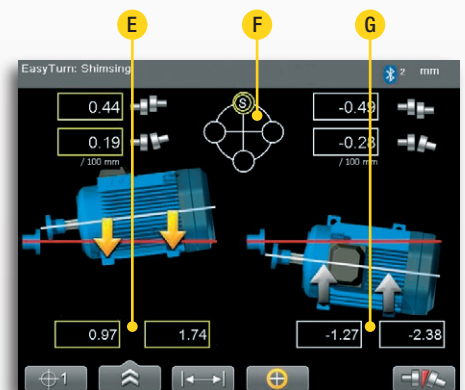 E F G
EasyTurn: Shimsing 2 mm
0.44 S -0.49
0.19 -0.28
/ 100 mm / 100 mm
0.97 1.74 -1.27 -2.38
1